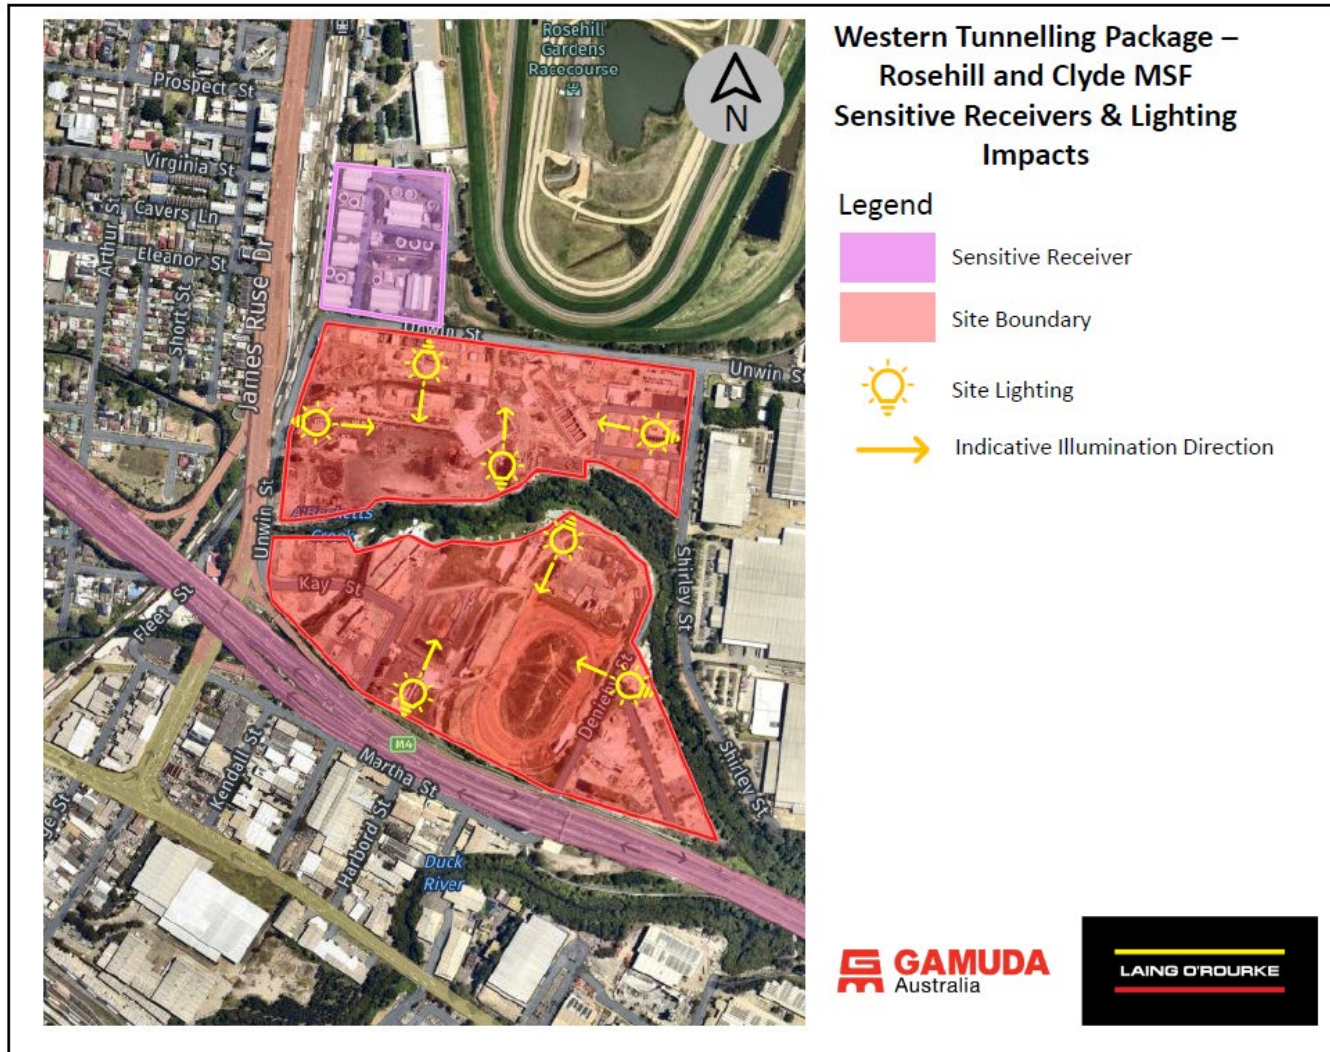 Western Tunnelling Package –
Rosehill and Clyde MSF
Sensitive Receivers & Lighting
Impacts
Legend
Sensitive Receiver
Site Boundary
Site Lighting
Indicative Illumination Direction
Rosehill
Gardens
Racecourse
N
Prospect St
Virginia St
Cavers Ln
Eleanor St
Arthur St
Short St
James Ruse Dr
Unwin St
Unwin St
Unwin St
A'Becketts
Creek
Kay St
Shirley St
Fleet St
Deniehy St
M4
Martha St
Kendall St
Harbord St
Shirley St
Duck
River
GAMUDA
Australia
LAING O'ROURKE